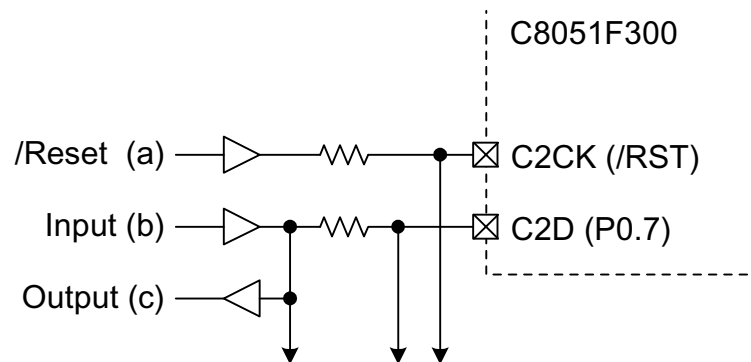 C8051F300
/Reset (a)
C2CK (/RST)
Input (b)
C2D (P0.7)
Output (c)